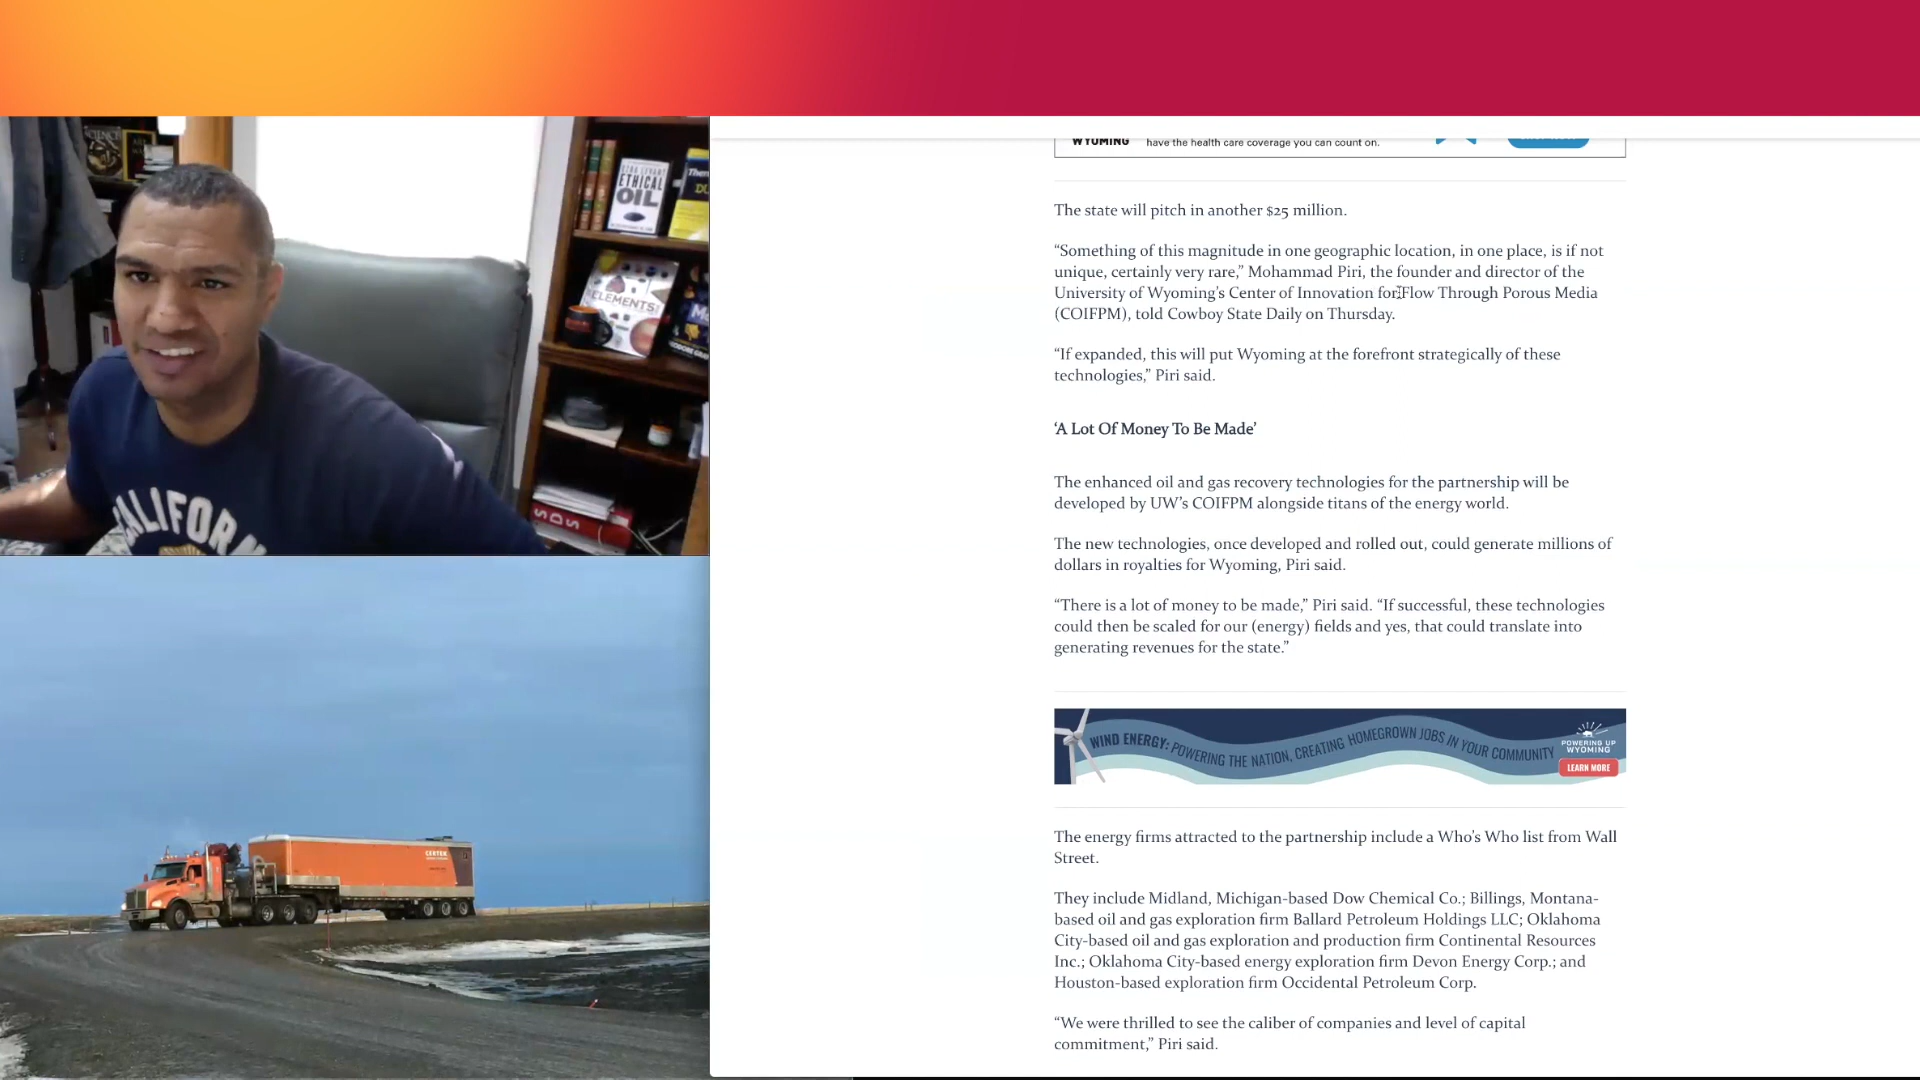 SCIENCE
EZRA LEVANT
ETHICAL
OIL
ELEMENTS
SDS
CALIFORN
CERTEK
WYOMING
have the health care coverage you can count on.
The state will pitch in another $25 million.
“Something of this magnitude in one geographic location, in one place, is if not
unique, certainly very rare,” Mohammad Piri, the founder and director of the
University of Wyoming’s Center of Innovation for Flow Through Porous Media
(COIFPM), told Cowboy State Daily on Thursday.
“If expanded, this will put Wyoming at the forefront strategically of these
technologies,” Piri said.
‘A Lot Of Money To Be Made’
The enhanced oil and gas recovery technologies for the partnership will be
developed by UW’s COIFPM alongside titans of the energy world.
The new technologies, once developed and rolled out, could generate millions of
dollars in royalties for Wyoming, Piri said.
“There is a lot of money to be made,” Piri said. “If successful, these technologies
could then be scaled for our (energy) fields and yes, that could translate into
generating revenues for the state.”
WIND ENERGY: POWERING THE NATION, CREATING HOMEGROWN JOBS IN YOUR COMMUNITY
POWERING UP
WYOMING
LEARN MORE
The energy firms attracted to the partnership include a Who’s Who list from Wall
Street.
They include Midland, Michigan-based Dow Chemical Co.; Billings, Montana-
based oil and gas exploration firm Ballard Petroleum Holdings LLC; Oklahoma
City-based oil and gas exploration and production firm Continental Resources
Inc.; Oklahoma City-based energy exploration firm Devon Energy Corp.; and
Houston-based exploration firm Occidental Petroleum Corp.
“We were thrilled to see the caliber of companies and level of capital
commitment,” Piri said.